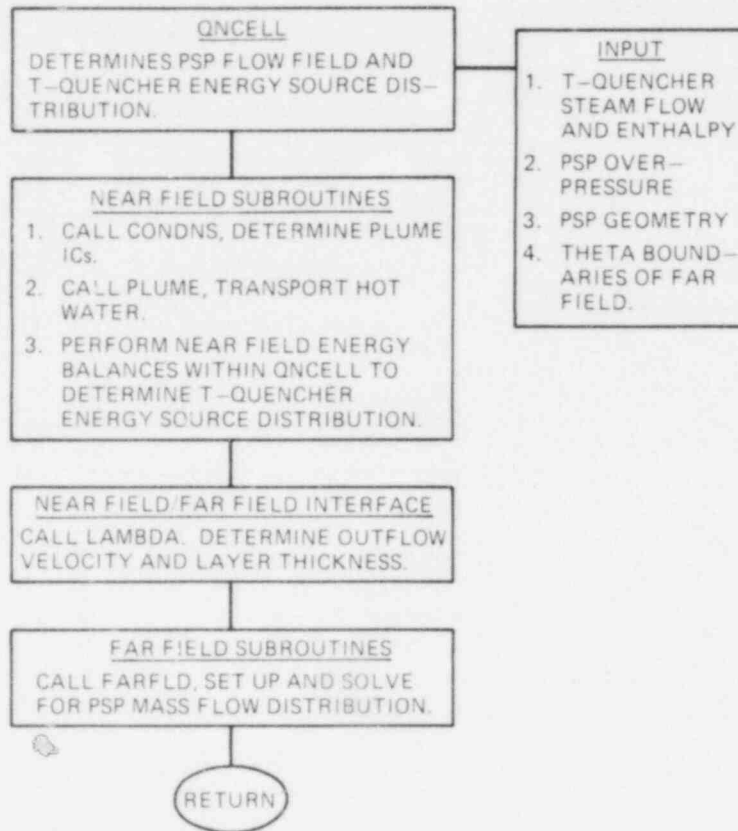 QNCELL
DETERMINES PSP FLOW FIELD AND
T-QUENCHER ENERGY SOURCE DIS-
TRIBUTION.
INPUT
1. T-QUENCHER
STEAM FLOW
AND ENTHALPY
2. PSP OVER-
PRESSURE
3. PSP GEOMETRY
4. THETA BOUND-
ARIES OF FAR
FIELD.
NEAR FIELD SUBROUTINES
1. CALL CONDNS, DETERMINE PLUME
ICs.
2. CALL PLUME, TRANSPORT HOT
WATER.
3. PERFORM NEAR FIELD ENERGY
BALANCES WITHIN QNCELL TO
DETERMINE T-QUENCHER
ENERGY SOURCE DISTRIBUTION.
NEAR FIELD/FAR FIELD INTERFACE
CALL LAMBDA. DETERMINE OUTFLOW
VELOCITY AND LAYER THICKNESS.
FAR FIELD SUBROUTINES
CALL FARFLD, SET UP AND SOLVE
FOR PSP MASS FLOW DISTRIBUTION.
RETURN